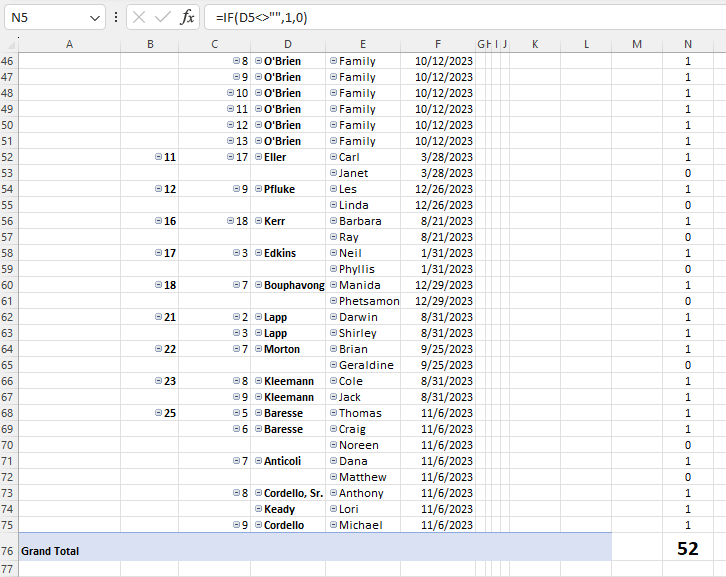 N5 fx =IF(D5<>"",1,0)
A B C D E F G H I J K L M N
46 8 O'Brien Family 10/12/2023 1
47 9 O'Brien Family 10/12/2023 1
48 10 O'Brien Family 10/12/2023 1
49 11 O'Brien Family 10/12/2023 1
50 12 O'Brien Family 10/12/2023 1
51 13 O'Brien Family 10/12/2023 1
52 11 17 Eller Carl 3/28/2023 1
53 Janet 3/28/2023 0
54 12 9 Pfluke Les 12/26/2023 1
55 Linda 12/26/2023 0
56 16 18 Kerr Barbara 8/21/2023 1
57 Ray 8/21/2023 0
58 17 3 Edkins Neil 1/31/2023 1
59 Phyllis 1/31/2023 0
60 18 7 Bouphavong Manida 12/29/2023 1
61 Phetsamon 12/29/2023 0
62 21 2 Lapp Darwin 8/31/2023 1
63 3 Lapp Shirley 8/31/2023 1
64 22 7 Morton Brian 9/25/2023 1
65 Geraldine 9/25/2023 0
66 23 8 Kleemann Cole 8/31/2023 1
67 9 Kleemann Jack 8/31/2023 1
68 25 5 Baresse Thomas 11/6/2023 1
69 6 Baresse Craig 11/6/2023 1
70 Noreen 11/6/2023 0
71 7 Anticoli Dana 11/6/2023 1
72 Matthew 11/6/2023 0
73 8 Cordello, Sr. Anthony 11/6/2023 1
74 Keady Lori 11/6/2023 1
75 9 Cordello Michael 11/6/2023 1
76 Grand Total 52
77